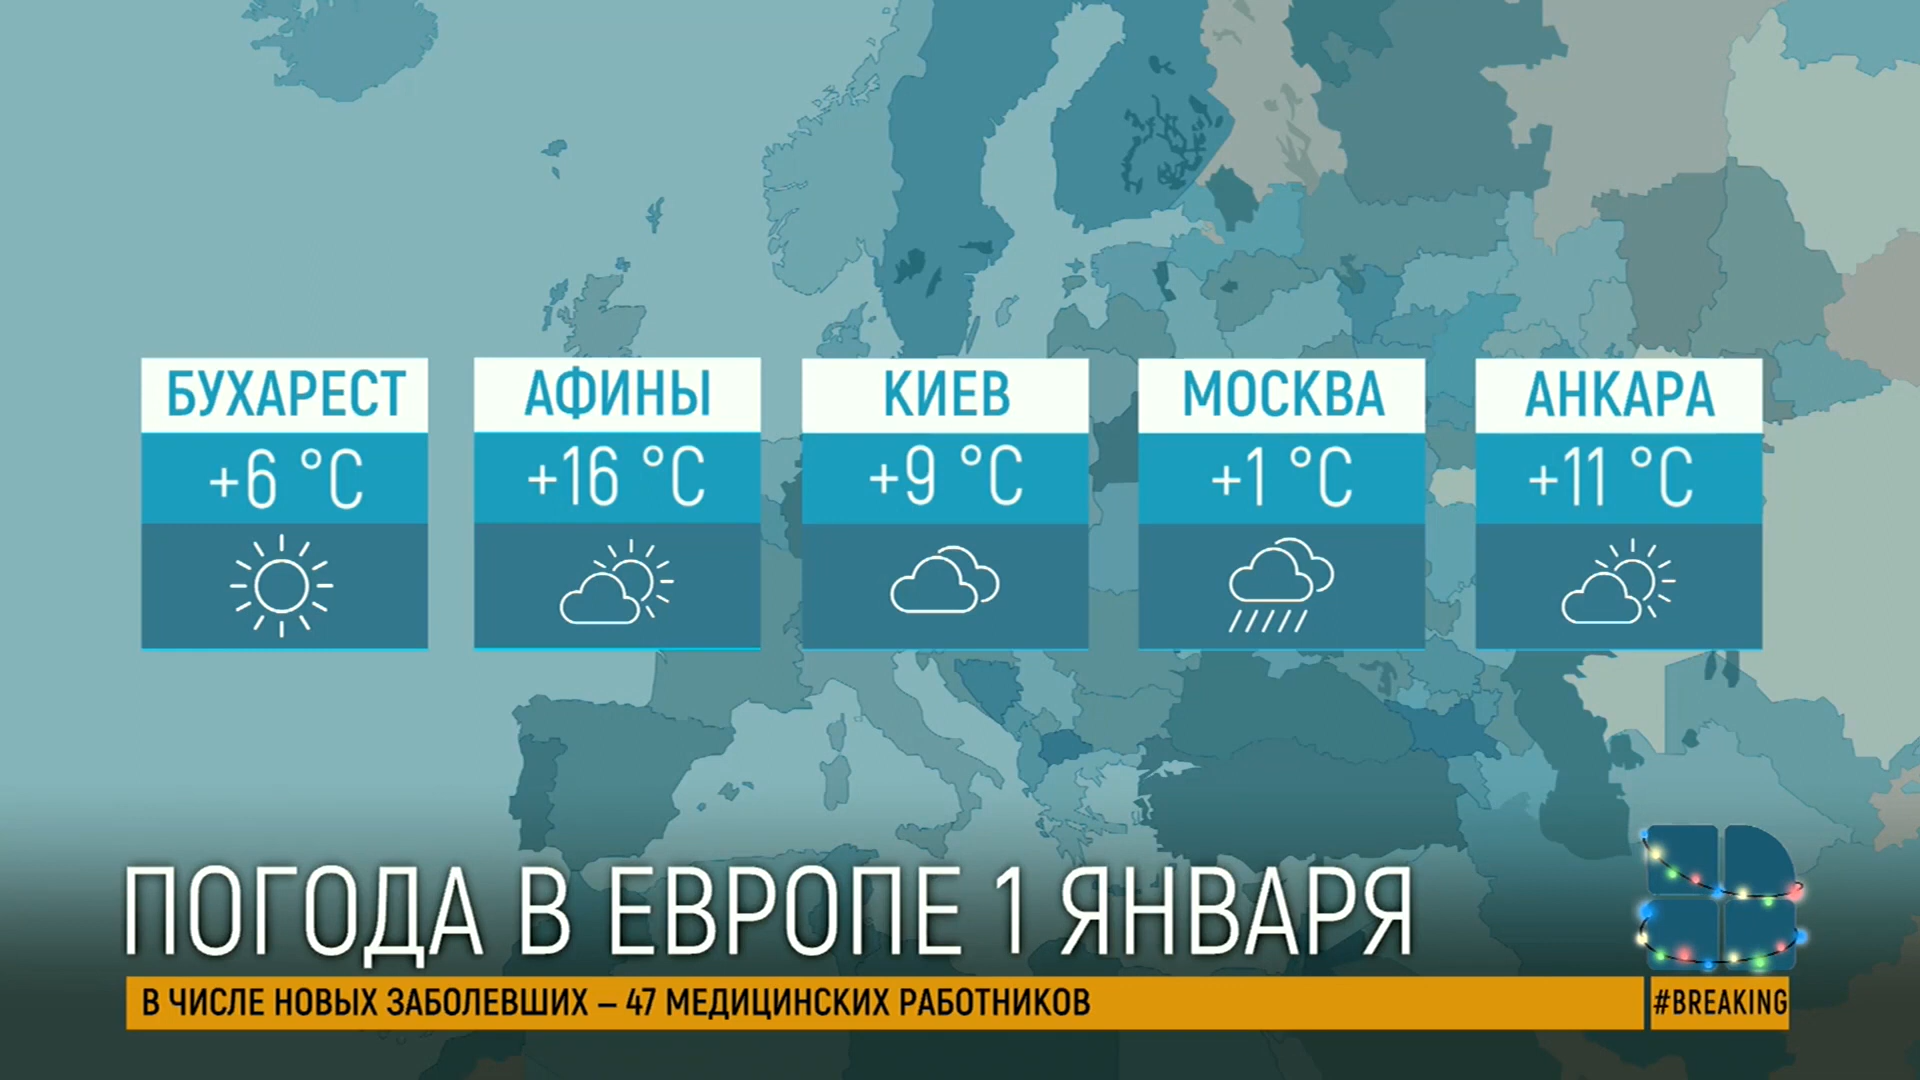 БУХАРЕСТ
+6 °C
АФИНЫ
+16 °C
КИЕВ
+9 °C
МОСКВА
+1 °C
АНКАРА
+11 °C
ПОГОДА В ЕВРОПЕ 1 ЯНВАРЯ
В ЧИСЛЕ НОВЫХ ЗАБОЛЕВШИХ – 47 МЕДИЦИНСКИХ РАБОТНИКОВ
#BREAKING